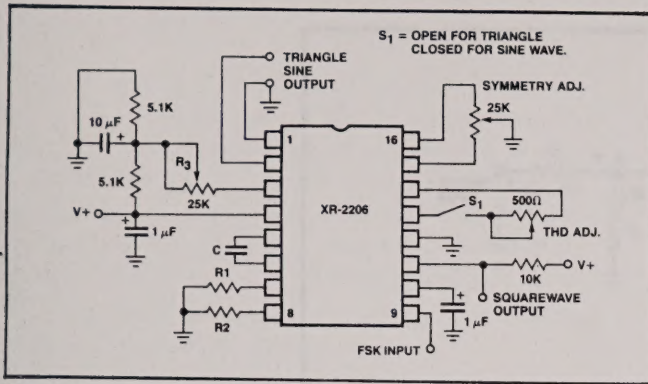 S1 = OPEN FOR TRIANGLE
CLOSED FOR SINE WAVE.
TRIANGLE
SINE
OUTPUT
SYMMETRY ADJ.
25K
5.1K
10 μF
+
R3
5.1K
25K
V+
+
1 μF
1
16
XR-2206
S1
500Ω
THD ADJ.
C
R1
R2
8
9
10K
V+
SQUAREWAVE
OUTPUT
+
1 μF
FSK INPUT